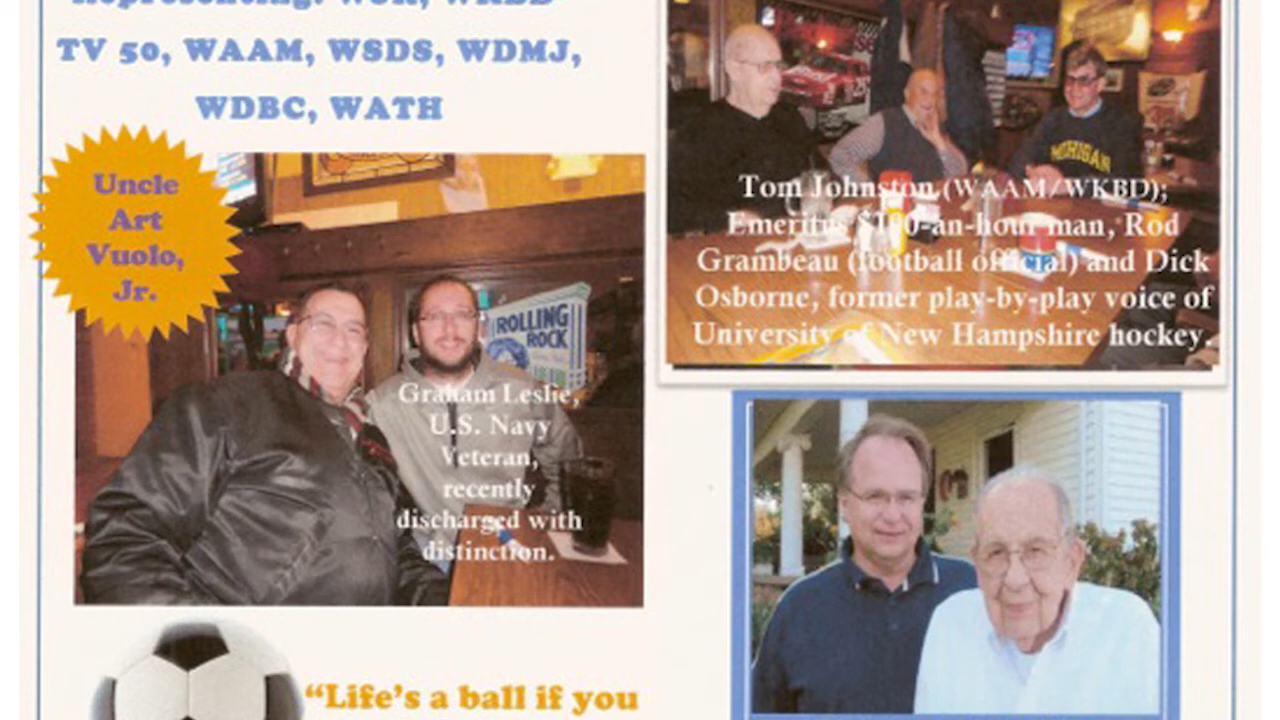 TV 50, WAAM, WSDS, WDMJ,
WDBC, WATH
Uncle
Art
Vuolo,
Jr.
ROLLING
ROCK
Graham Leslie,
U.S. Navy
Veteran,
recently
discharged with
distinction.
MICHIGAN
Tom Johnston (WAAM/WKBD);
Emeritus $100-an-hour man, Rod
Grambeau (football official) and Dick
Osborne, former play-by-play voice of
University of New Hampshire hockey.
“Life’s a ball if you